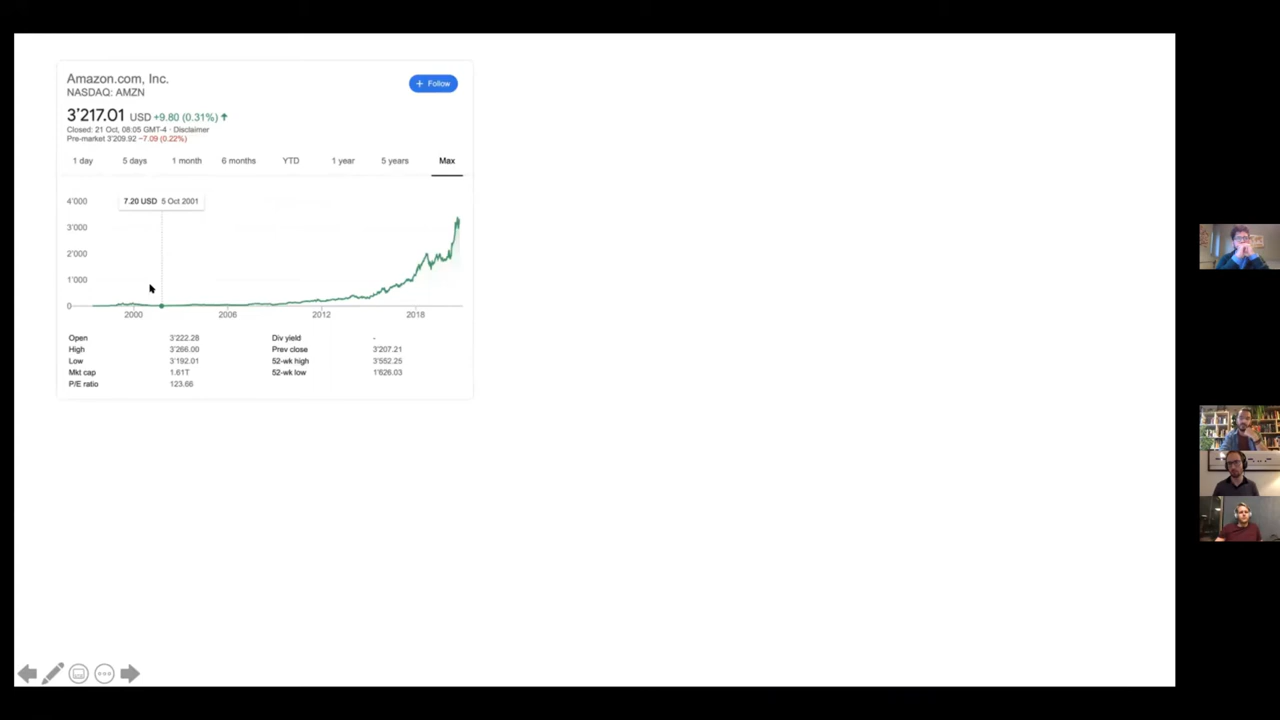 Amazon.com, Inc.
NASDAQ: AMZN
+ Follow
3'217.01 USD +9.80 (0.31%) ↑
Closed: 21 Oct, 08:05 GMT-4 · Disclaimer
Pre-market 3'209.92 −7.09 (0.22%)
1 day 5 days 1 month 6 months YTD 1 year 5 years Max
7.20 USD 5 Oct 2001
4'000
3'000
2'000
1'000
0
2000 2006 2012 2018
Open 3'222.28 Div yield -
High 3'266.00 Prev close 3'207.21
Low 3'192.01 52-wk high 3'552.25
Mkt cap 1.61T 52-wk low 1'626.03
P/E ratio 123.66